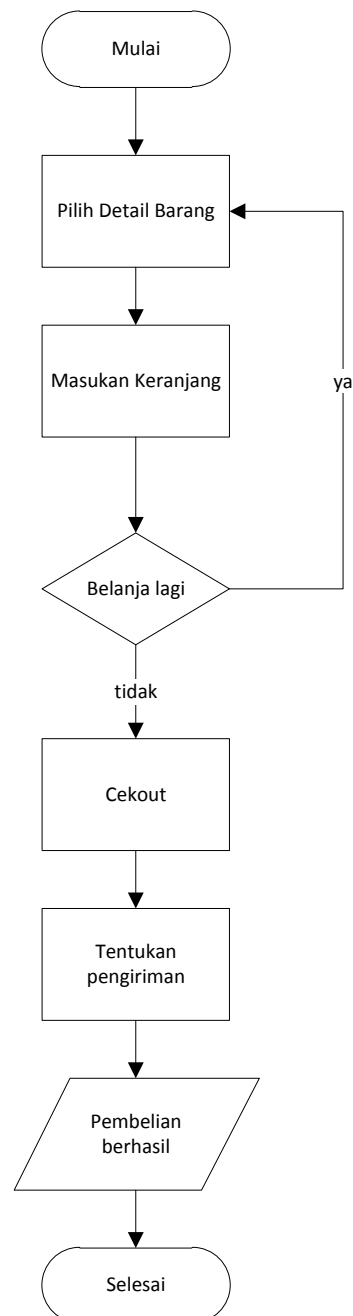 Mulai
Pilih Detail Barang
Masukan Keranjang
ya
Belanja lagi
tidak
Cekout
Tentukan
pengiriman
Pembelian
berhasil
Selesai